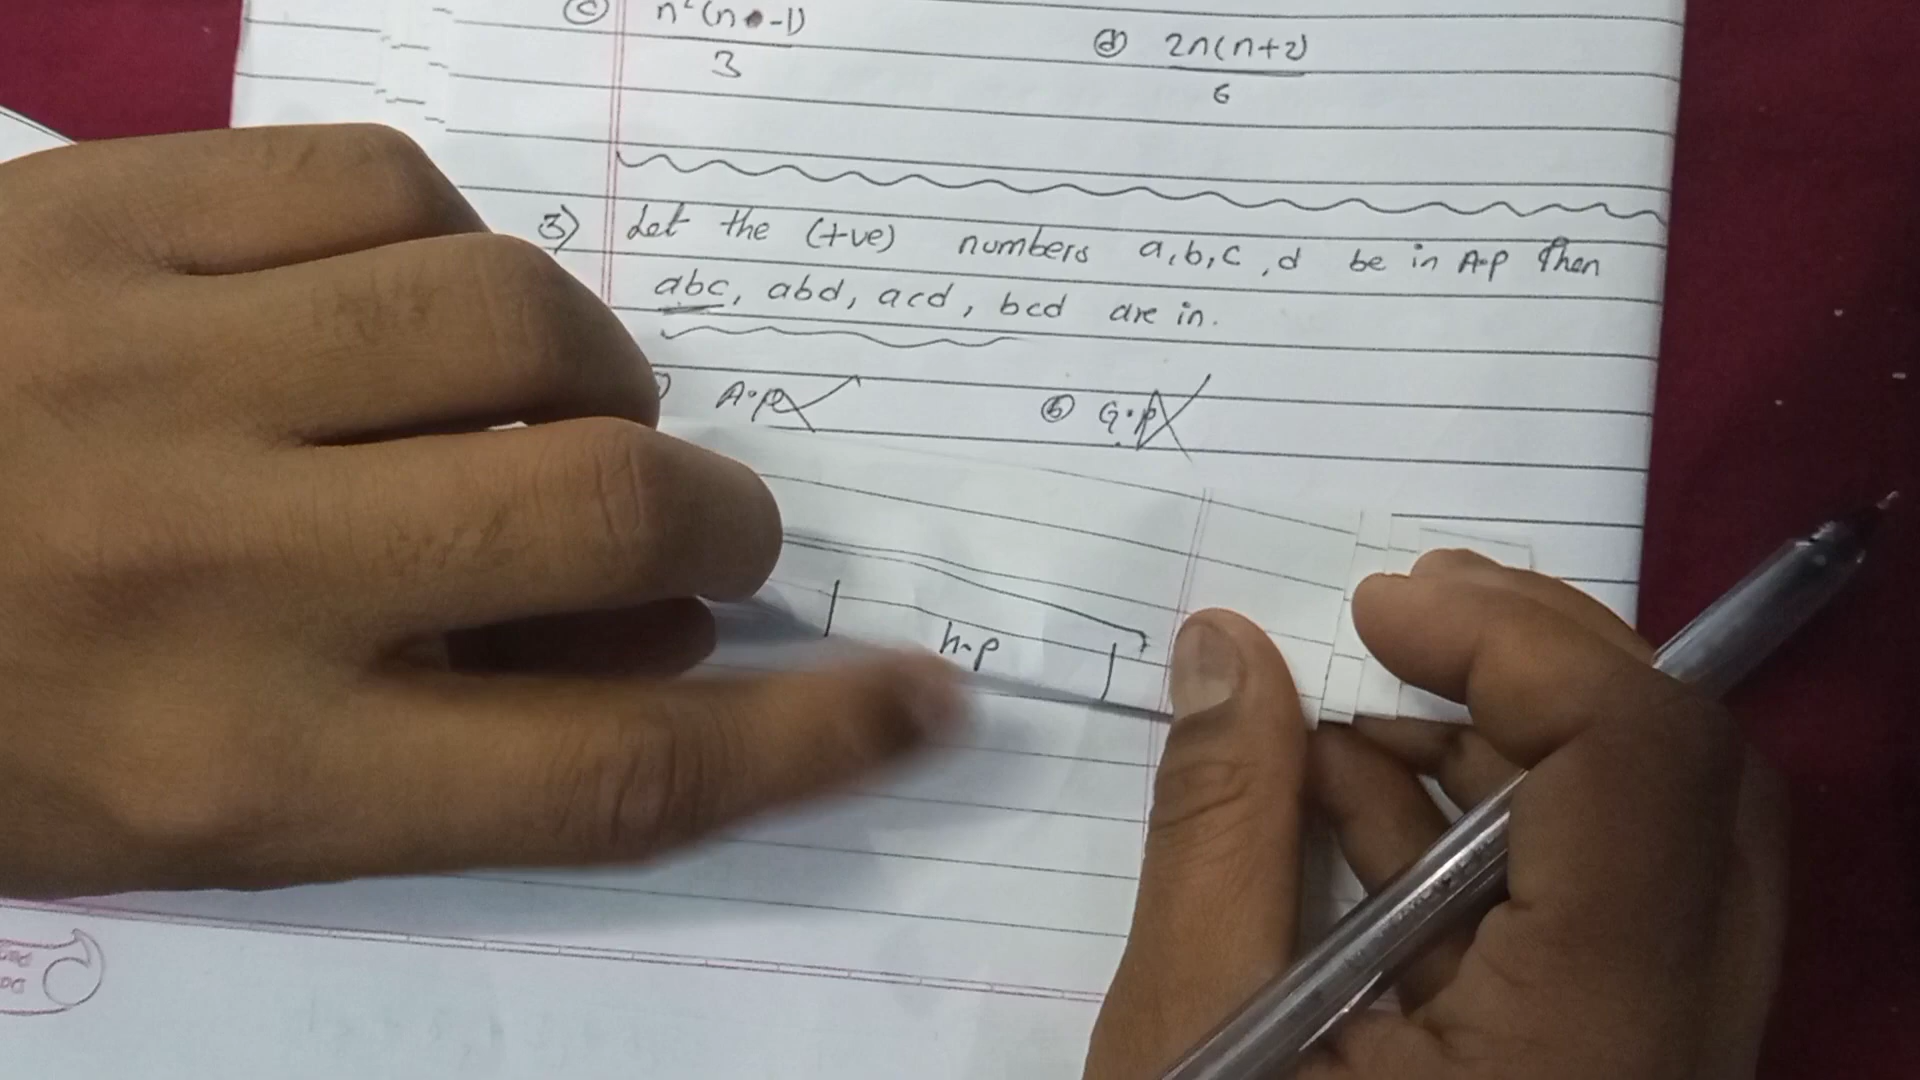 c n²(n-1)
3
d 2n(n+2)
6
3) Let the (+ve) numbers a,b,c,d be in A.p then
abc, abd, acd, bcd are in.
A.p b G.p
h.p